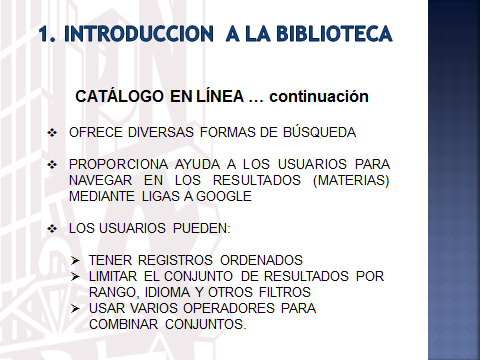 1. INTRODUCCION A LA BIBLIOTECA
CATÁLOGO EN LÍNEA … continuación
❖ OFRECE DIVERSAS FORMAS DE BÚSQUEDA
❖ PROPORCIONA AYUDA A LOS USUARIOS PARA
NAVEGAR EN LOS RESULTADOS (MATERIAS)
MEDIANTE LIGAS A GOOGLE
❖ LOS USUARIOS PUEDEN:
➢ TENER REGISTROS ORDENADOS
➢ LIMITAR EL CONJUNTO DE RESULTADOS POR
RANGO, IDIOMA Y OTROS FILTROS
➢ USAR VARIOS OPERADORES PARA
COMBINAR CONJUNTOS.